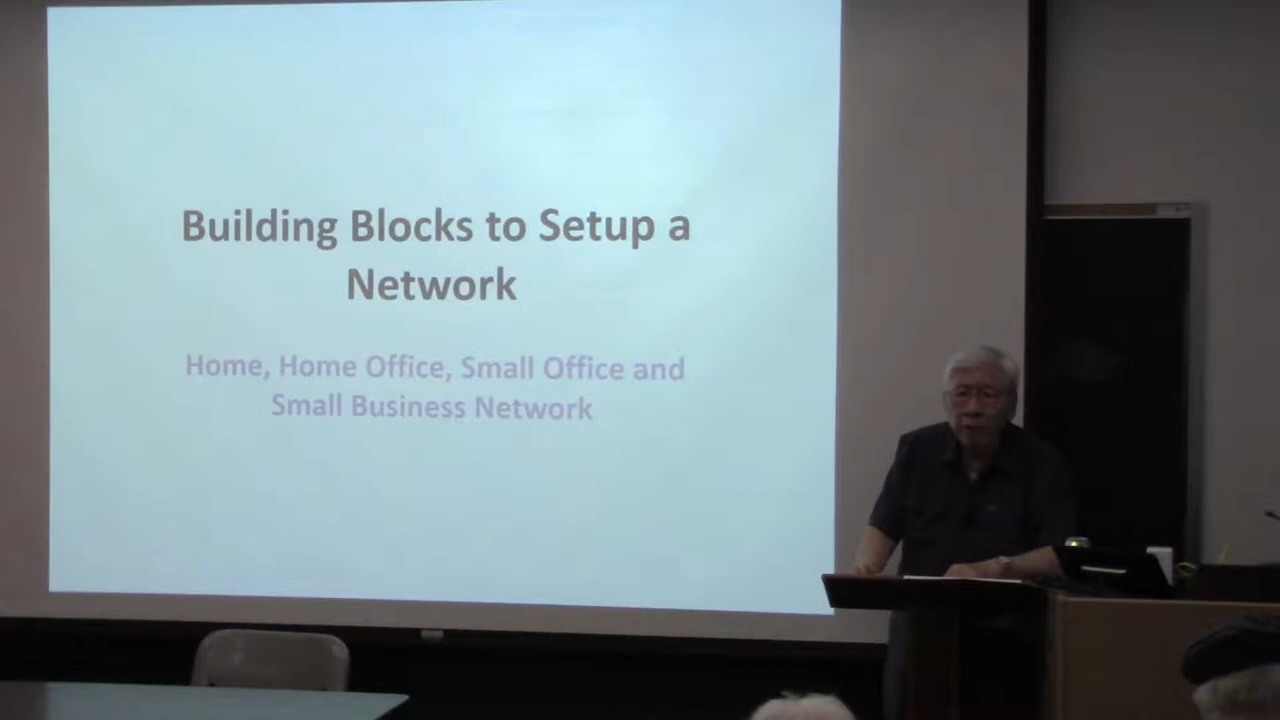 Building Blocks to Setup a
Network
Home, Home Office, Small Office and
Small Business Network